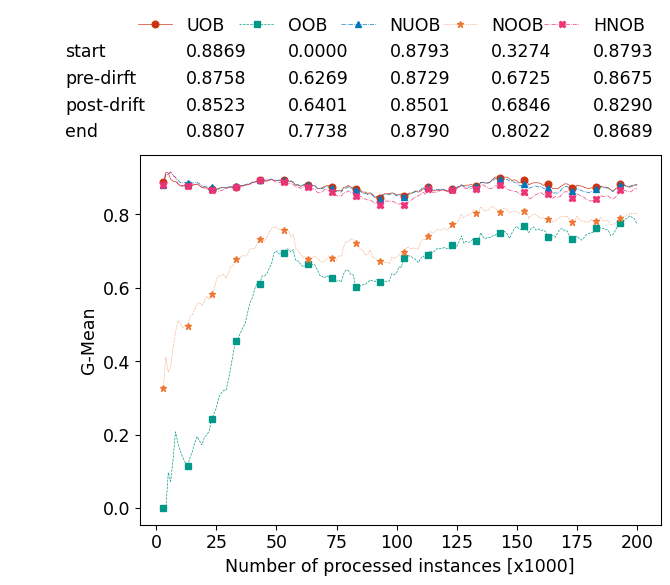 UOB OOB NUOB NOOB HNOB
start 0.8869 0.0000 0.8793 0.3274 0.8793
pre-dirft 0.8758 0.6269 0.8729 0.6725 0.8675
post-drift 0.8523 0.6401 0.8501 0.6846 0.8290
end 0.8807 0.7738 0.8790 0.8022 0.8689
0.8
0.6
0.4
0.2
0.0
G-Mean
0 25 50 75 100 125 150 175 200
Number of processed instances [x1000]